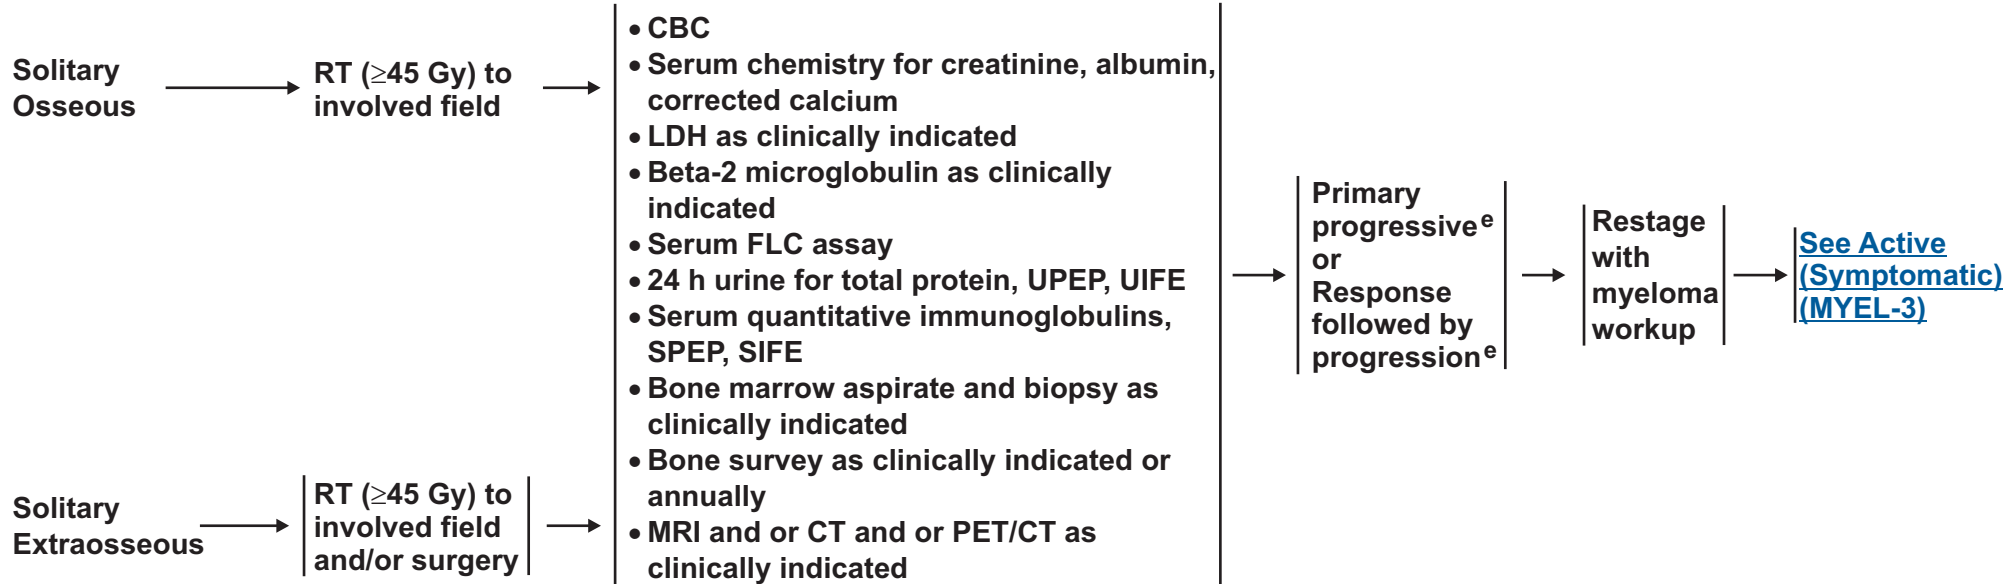 Solitary
Osseous
RT (≥45 Gy) to
involved field
Solitary
Extraosseous
RT (≥45 Gy) to
involved field
and/or surgery
• CBC
• Serum chemistry for creatinine, albumin,
corrected calcium
• LDH as clinically indicated
• Beta-2 microglobulin as clinically
indicated
• Serum FLC assay
• 24 h urine for total protein, UPEP, UIFE
• Serum quantitative immunoglobulins,
SPEP, SIFE
• Bone marrow aspirate and biopsy as
clinically indicated
• Bone survey as clinically indicated or
annually
• MRI and or CT and or PET/CT as
clinically indicated
Primary
progressive e
or
Response
followed by
progression e
Restage
with
myeloma
workup
See Active
(Symptomatic)
(MYEL-3)